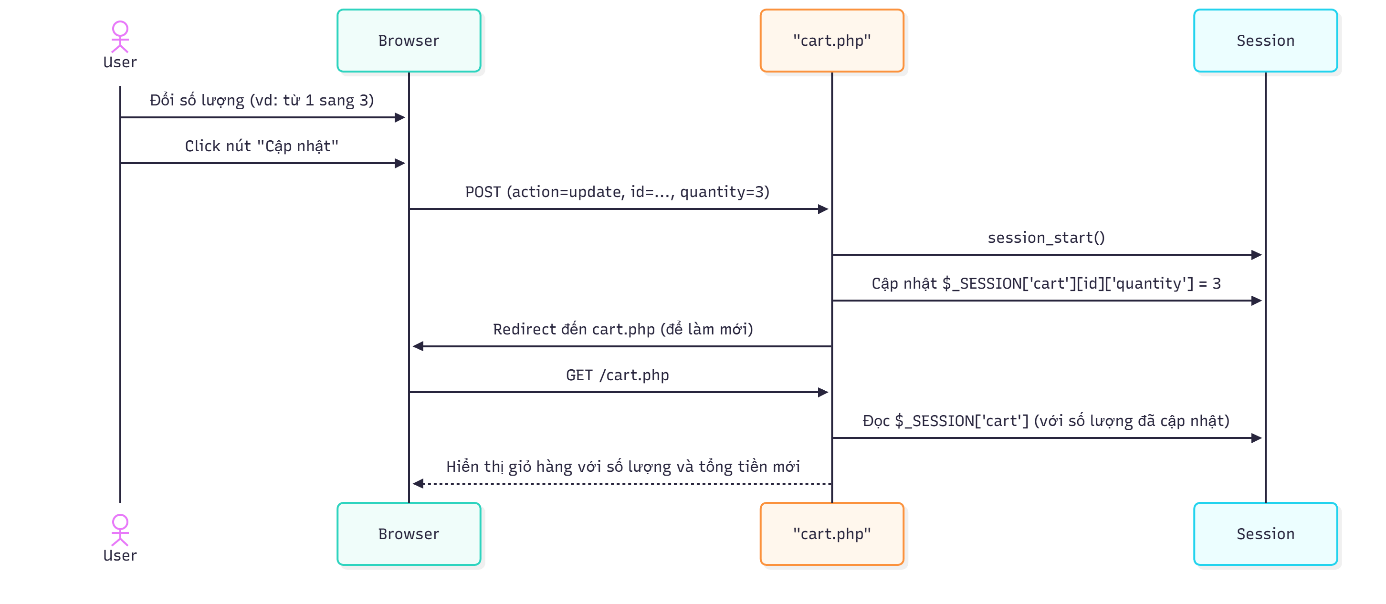 User
Browser
"cart.php"
Session
Đổi số lượng (vd: từ 1 sang 3)
Click nút "Cập nhật"
POST (action=update, id=..., quantity=3)
session_start()
Cập nhật $_SESSION['cart'][id]['quantity'] = 3
Redirect đến cart.php (để làm mới)
GET /cart.php
Đọc $_SESSION['cart'] (với số lượng đã cập nhật)
Hiển thị giỏ hàng với số lượng và tổng tiền mới
User
Browser
"cart.php"
Session